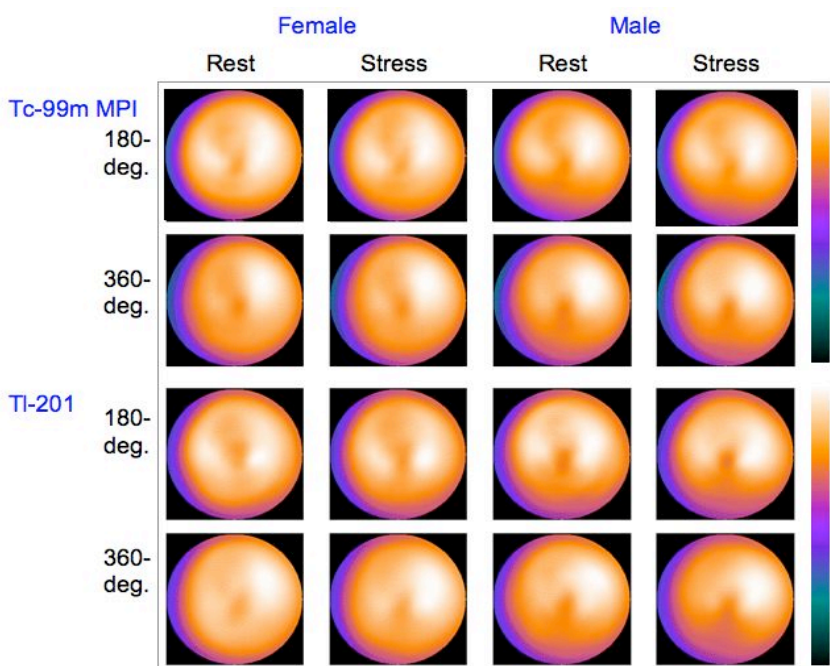 Female Male
Rest Stress Rest Stress
Tc-99m MPI
180-
deg.
360-
deg.
Tl-201
180-
deg.
360-
deg.